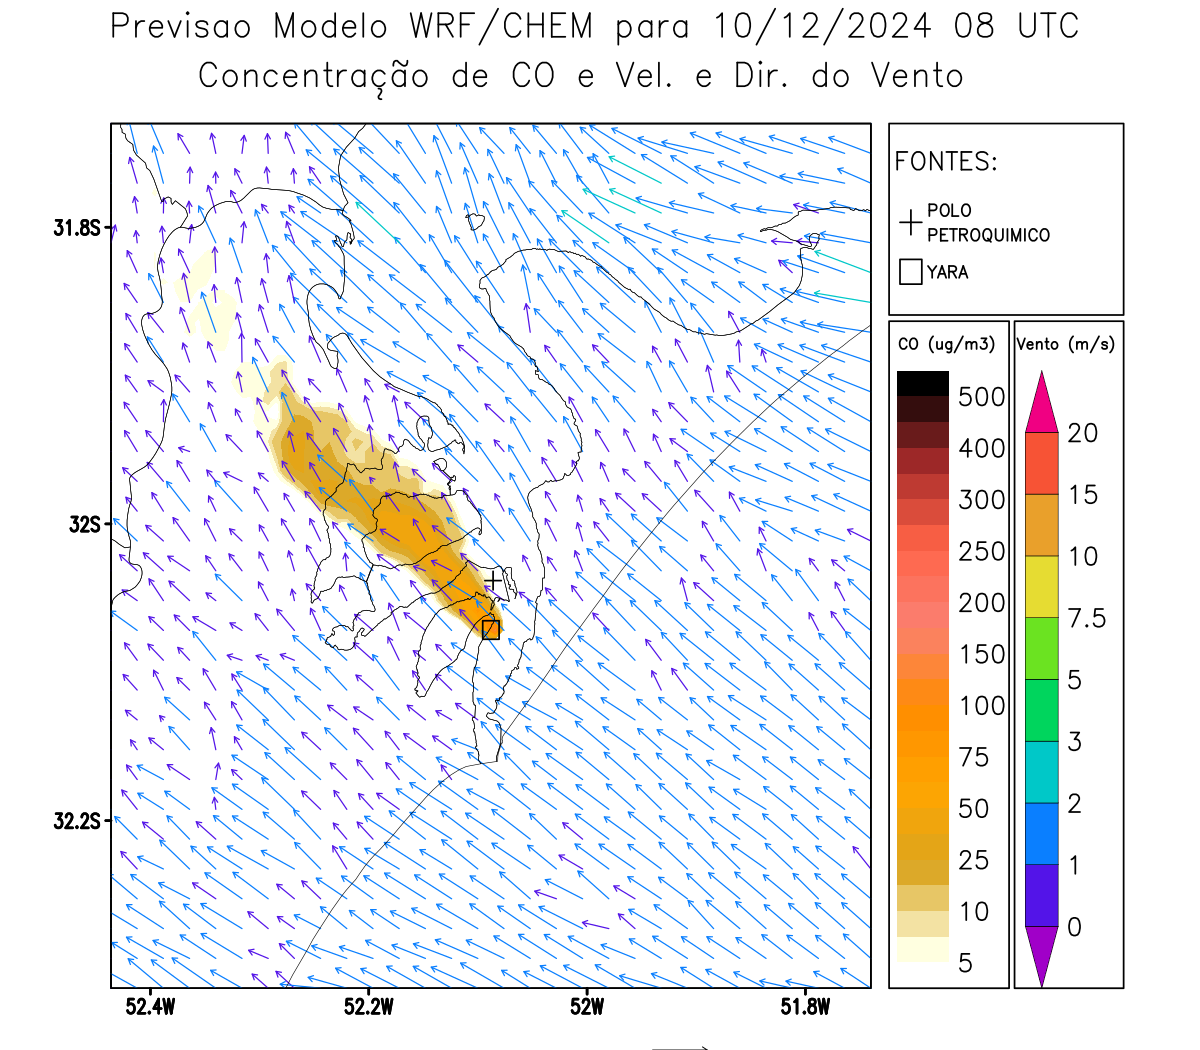 Previsao Modelo WRF/CHEM para 10/12/2024 08 UTC
Concentração de CO e Vel. e Dir. do Vento
FONTES:
POLO
PETROQUIMICO
YARA
CO (ug/m3)
500
400
300
250
200
150
100
75
50
25
10
5
Vento (m/s)
20
15
10
7.5
5
3
2
1
0
31.8S
32S
32.2S
52.4W
52.2W
52W
51.8W